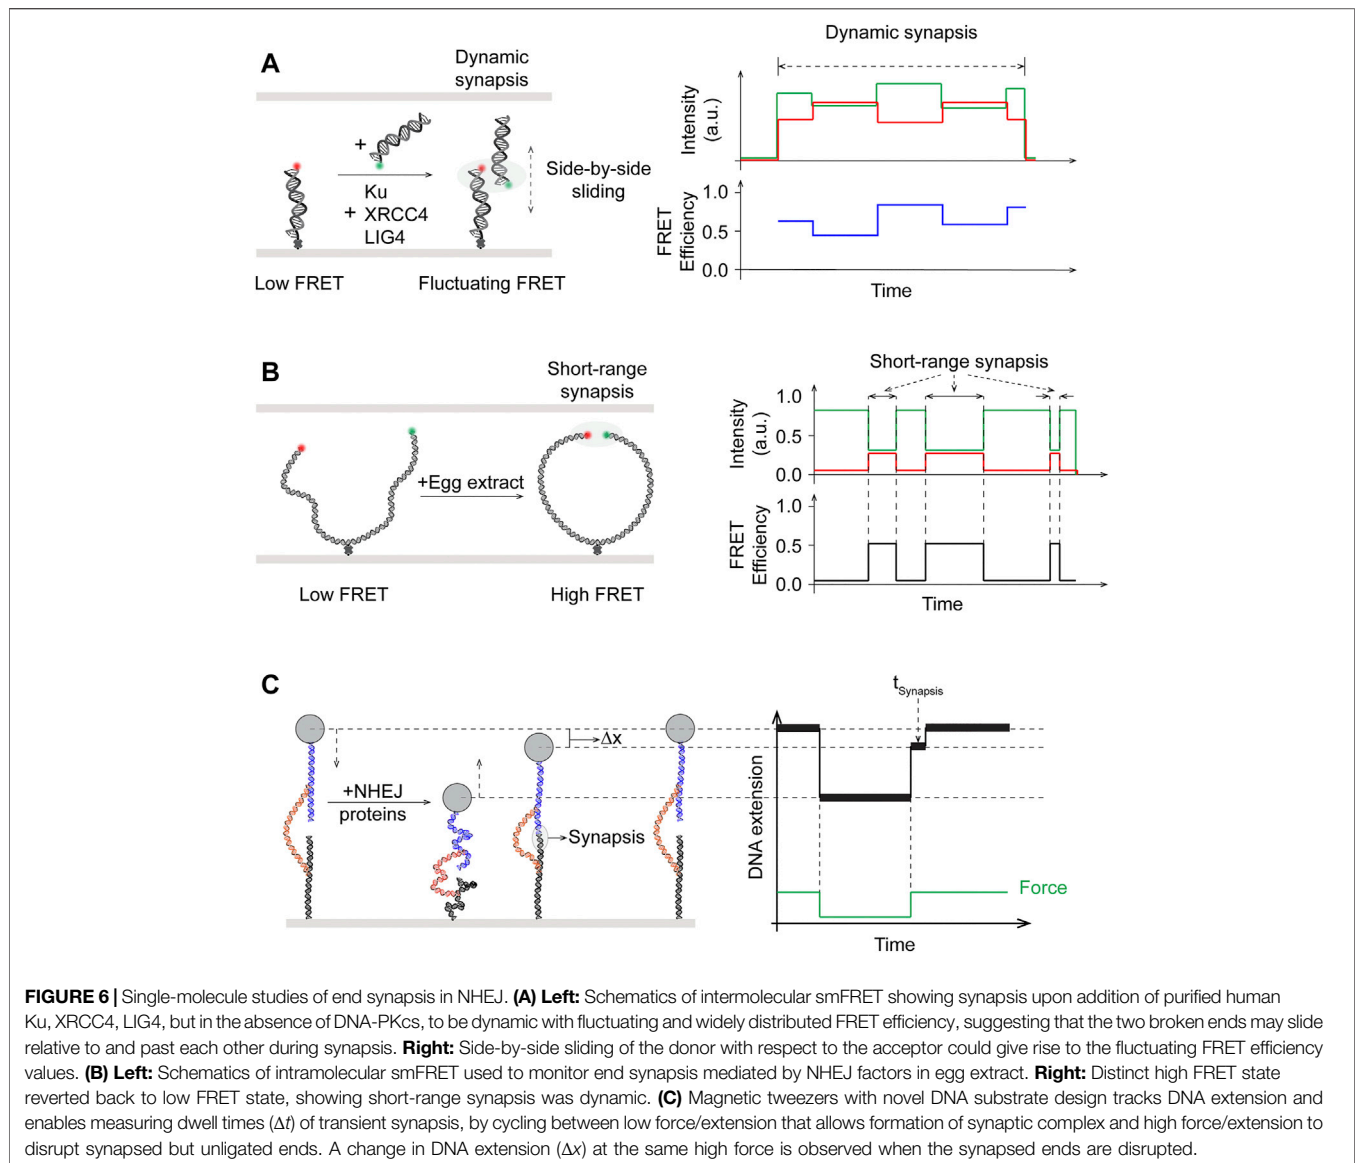 A
Dynamic
synapsis
+
Ku
+ XRCC4
LIG4
Side-by-side
sliding
Low FRET
Fluctuating FRET
Dynamic synapsis
Intensity
(a.u.)
1.0
0.5
0.0
FRET
Efficiency
Time
B
Short-range
synapsis
+Egg extract
Low FRET
High FRET
Short-range synapsis
1.0
0.5
0.0
Intensity
(a.u.)
1.0
0.5
0.0
FRET
Efficiency
Time
C
+NHEJ
proteins
Δx
Synapsis
tSynapsis
DNA extension
Force
Time
FIGURE 6 | Single-molecule studies of end synapsis in NHEJ. (A) Left: Schematics of intermolecular smFRET showing synapsis upon addition of purified human
Ku, XRCC4, LIG4, but in the absence of DNA-PKcs, to be dynamic with fluctuating and widely distributed FRET efficiency, suggesting that the two broken ends may slide
relative to and past each other during synapsis. Right: Side-by-side sliding of the donor with respect to the acceptor could give rise to the fluctuating FRET efficiency
values. (B) Left: Schematics of intramolecular smFRET used to monitor end synapsis mediated by NHEJ factors in egg extract. Right: Distinct high FRET state
reverted back to low FRET state, showing short-range synapsis was dynamic. (C) Magnetic tweezers with novel DNA substrate design tracks DNA extension and
enables measuring dwell times (Δt) of transient synapsis, by cycling between low force/extension that allows formation of synaptic complex and high force/extension to
disrupt synapsed but unligated ends. A change in DNA extension (Δx) at the same high force is observed when the synapsed ends are disrupted.